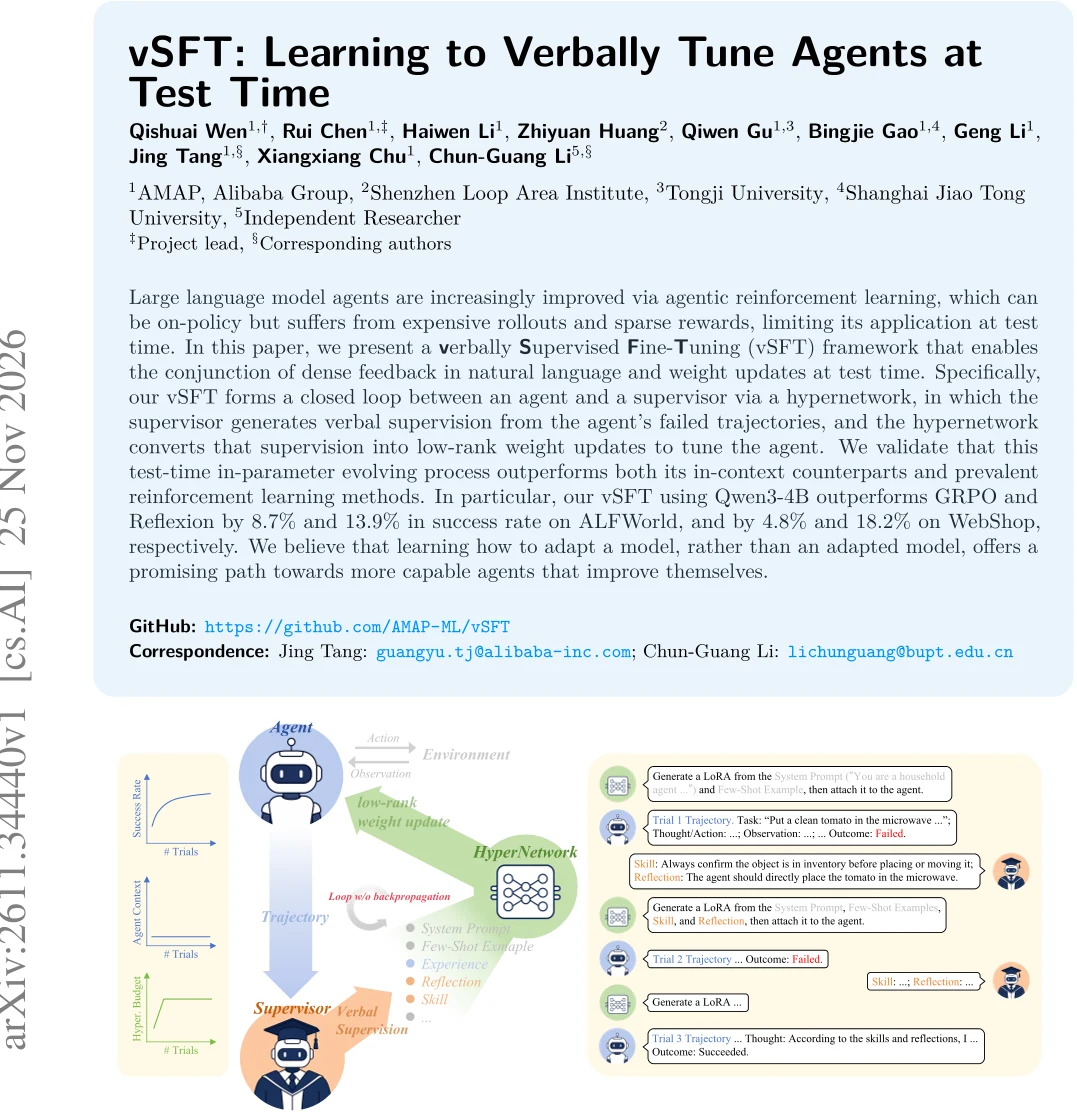 vSFT: Learning to Verbally Tune Agents at
Test Time
Qishuai Wen1,†, Rui Chen1,‡, Haiwen Li1, Zhiyuan Huang2, Qiwen Gu1,3, Bingjie Gao1,4, Geng Li1,
Jing Tang1,§, Xiangxiang Chu1, Chun-Guang Li5,§
1AMAP, Alibaba Group, 2Shenzhen Loop Area Institute, 3Tongji University, 4Shanghai Jiao Tong
University, 5Independent Researcher
‡Project lead, §Corresponding authors
Large language model agents are increasingly improved via agentic reinforcement learning, which can
be on-policy but suffers from expensive rollouts and sparse rewards, limiting its application at test
time. In this paper, we present a verbally Supervised Fine-Tuning (vSFT) framework that enables
the conjunction of dense feedback in natural language and weight updates at test time. Specifically,
our vSFT forms a closed loop between an agent and a supervisor via a hypernetwork, in which the
supervisor generates verbal supervision from the agent's failed trajectories, and the hypernetwork
converts that supervision into low-rank weight updates to tune the agent. We validate that this
test-time in-parameter evolving process outperforms both its in-context counterparts and prevalent
reinforcement learning methods. In particular, our vSFT using Qwen3-4B outperforms GRPO and
Reflexion by 8.7% and 13.9% in success rate on ALFWorld, and by 4.8% and 18.2% on WebShop,
respectively. We believe that learning how to adapt a model, rather than an adapted model, offers a
promising path towards more capable agents that improve themselves.
GitHub: https://github.com/AMAP-ML/vSFT
Correspondence: Jing Tang: guangyu.tj@alibaba-inc.com; Chun-Guang Li: lichunguang@bupt.edu.cn
arXiv:2611.34440v1 [cs.AI] 25 Nov 2026
Success Rate
# Trials
Agent Context
# Trials
Hyper. Budget
# Trials
Agent
Action
Observation
Environment
low-rank
weight update
HyperNetwork
Loop w/o backpropagation
Trajectory
System Prompt
Few-Shot Exmaple
Experience
Reflection
Skill
...
Supervisor
Verbal
Supervision
Generate a LoRA from the System Prompt ("You are a household
agent ...") and Few-Shot Example, then attach it to the agent.
Trial 1 Trajectory. Task: "Put a clean tomato in the microwave ...";
Thought/Action: ...; Observation: ...; ... Outcome: Failed.
Skill: Always confirm the object is in inventory before placing or moving it;
Reflection: The agent should directly place the tomato in the microwave.
Generate a LoRA from the System Prompt, Few-Shot Examples,
Skill, and Reflection, then attach it to the agent.
Trial 2 Trajectory ... Outcome: Failed.
Skill: ...; Reflection: ...
Generate a LoRA ...
Trial 3 Trajectory ... Thought: According to the skills and reflections, I ...
Outcome: Succeeded.